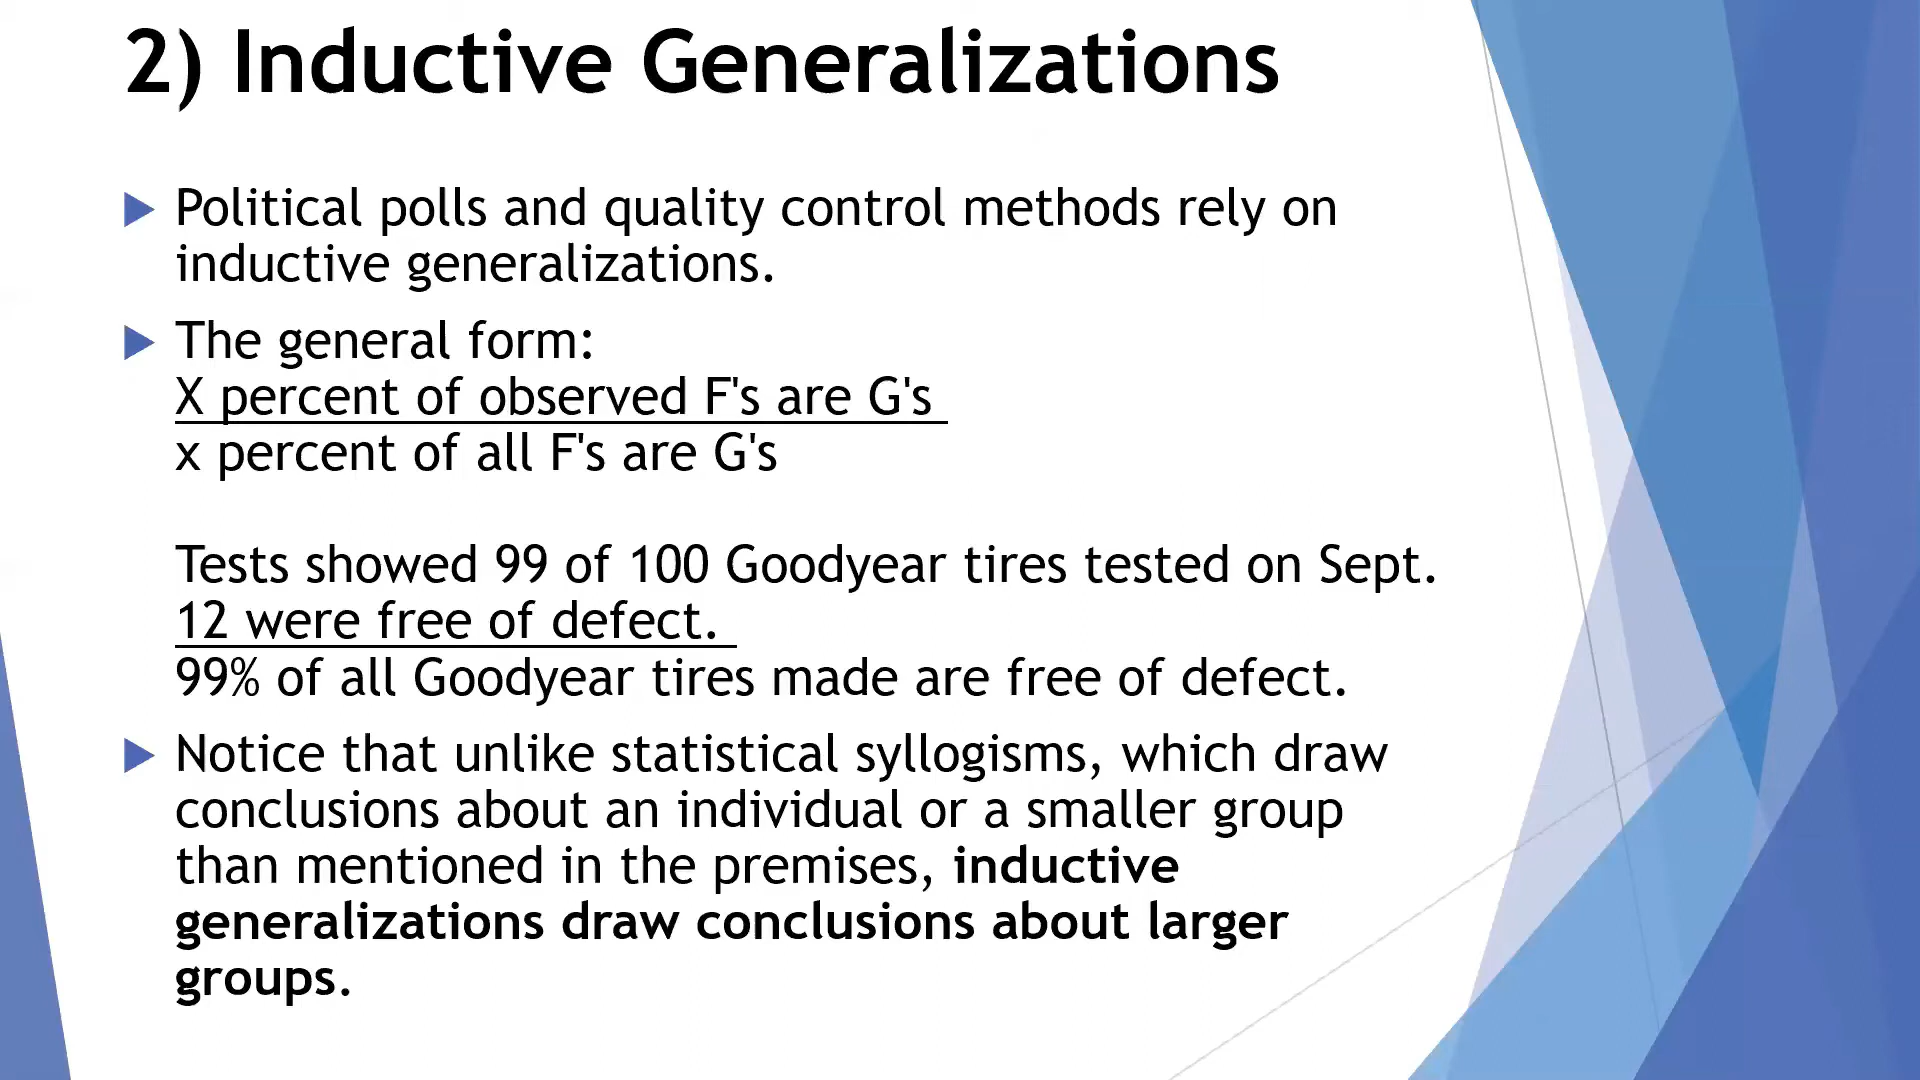 2) Inductive Generalizations
Political polls and quality control methods rely on
inductive generalizations.
The general form:
X percent of observed F's are G's
x percent of all F's are G's
Tests showed 99 of 100 Goodyear tires tested on Sept.
12 were free of defect.
99% of all Goodyear tires made are free of defect.
Notice that unlike statistical syllogisms, which draw
conclusions about an individual or a smaller group
than mentioned in the premises, inductive
generalizations draw conclusions about larger
groups.